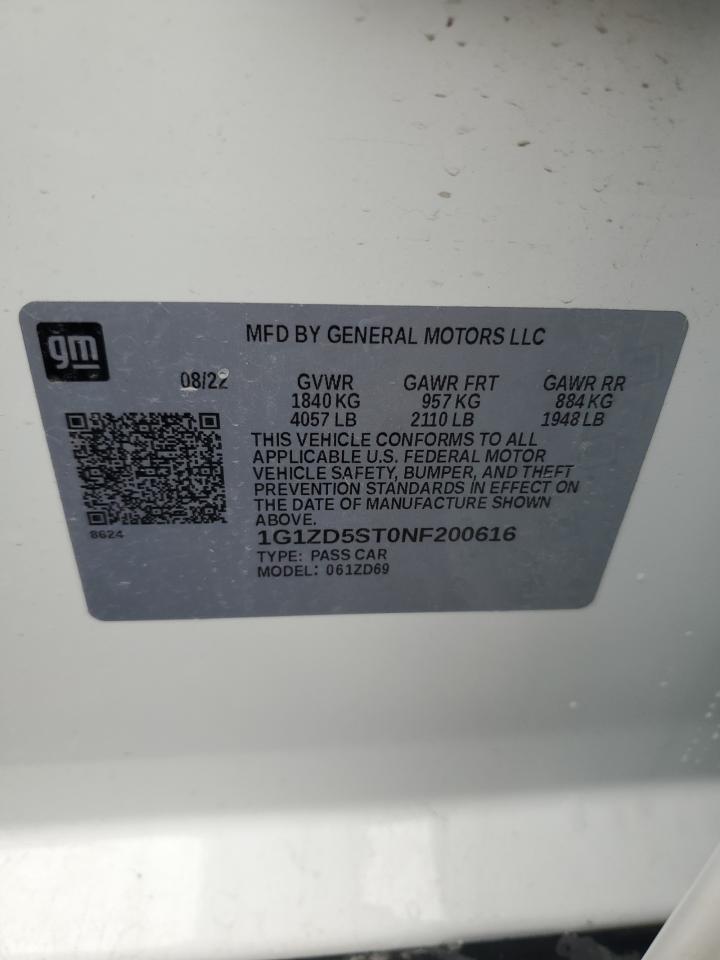 gm
MFD BY GENERAL MOTORS LLC
08/22 GVWR GAWR FRT GAWR RR
1840 KG 957 KG 884 KG
4057 LB 2110 LB 1948 LB
THIS VEHICLE CONFORMS TO ALL
APPLICABLE U.S. FEDERAL MOTOR
VEHICLE SAFETY, BUMPER, AND THEFT
PREVENTION STANDARDS IN EFFECT ON
THE DATE OF MANUFACTURE SHOWN
ABOVE.
8624
1G1ZD5ST0NF200616
TYPE: PASS CAR
MODEL: 061ZD69